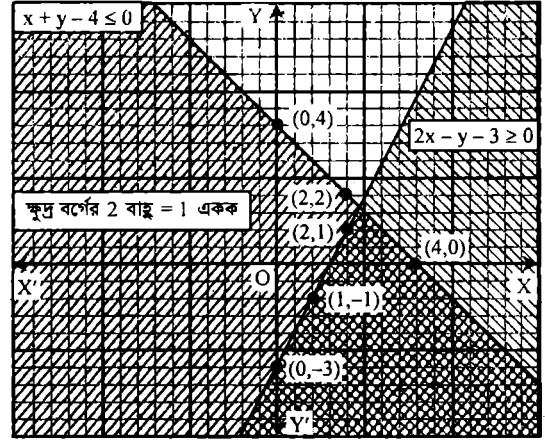 x + y – 4 ≤ 0
Y
(0,4)
2x – y – 3 ≥ 0
(2,2)
ক্ষুদ্র বর্গের 2 বাহু = 1 একক
(2,1)
(4,0)
X′
O
X
(1,–1)
(0,–3)
Y′